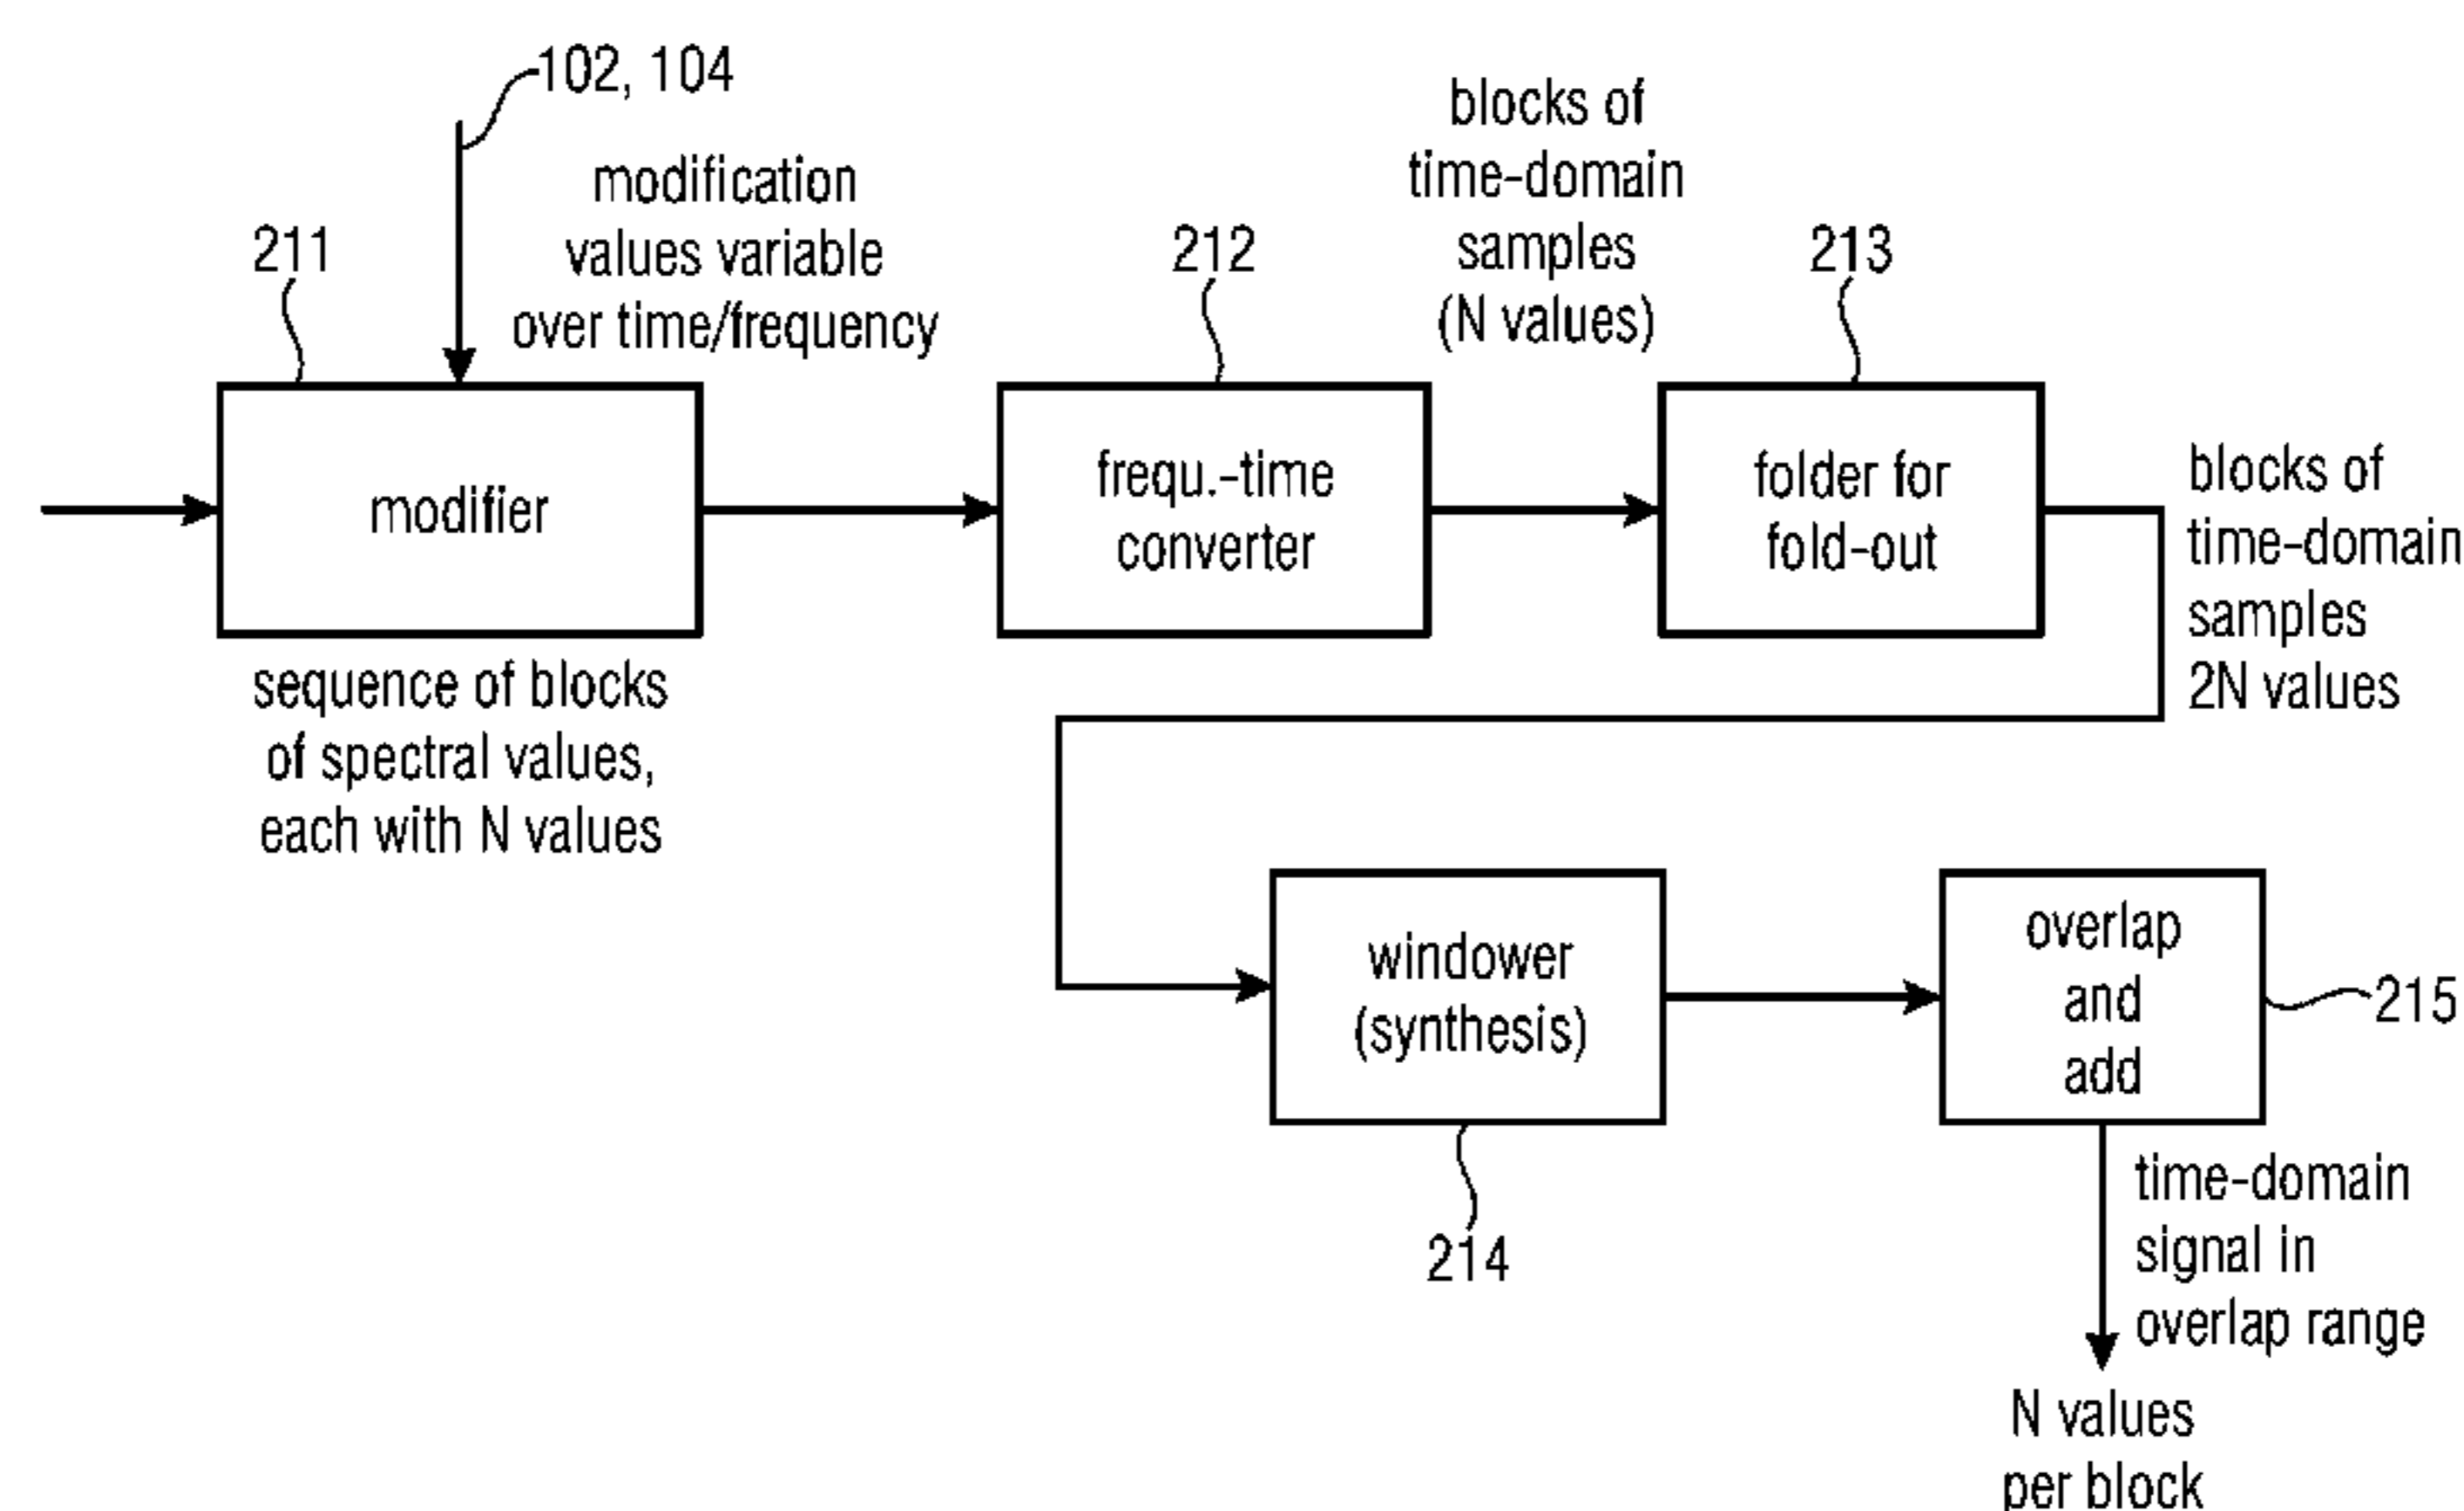 102, 104
modification
values variable
over time/frequency
blocks of
time-domain
samples
(N values)
211
212
213
modifier
frequ.-time
converter
folder for
fold-out
blocks of
time-domain
samples
2N values
sequence of blocks
of spectral values,
each with N values
windower
(synthesis)
overlap
and
add
215
214
time-domain
signal in
overlap range
N values
per block